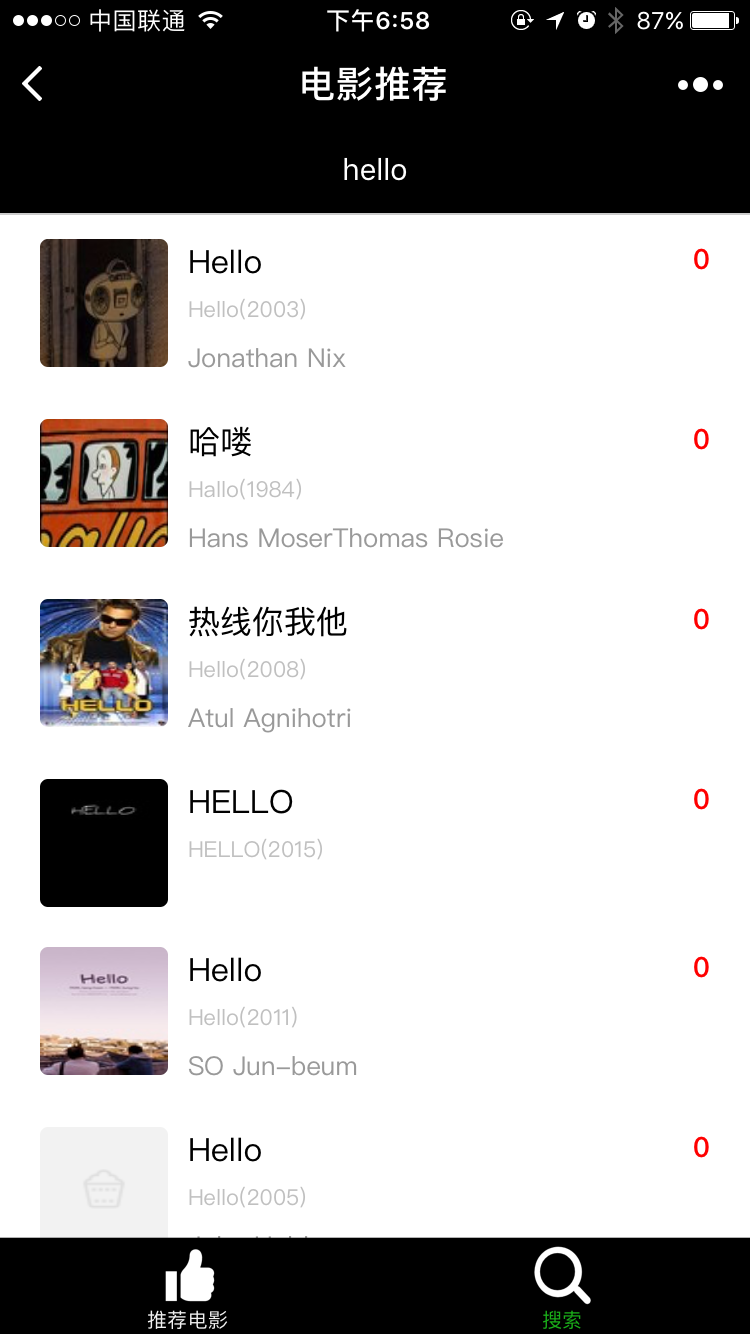 中国联通 下午6:58 87%
电影推荐
hello
Hello 0
Hello(2003)
Jonathan Nix
哈喽 0
Hallo(1984)
Hans MoserThomas Rosie
热线你我他 0
Hello(2008)
HELLO
Atul Agnihotri
HELLO 0
HELLO
HELLO(2015)
Hello 0
Hello
Hello(2011)
SO Jun-beum
Hello 0
Hello(2005)
推荐电影 搜索